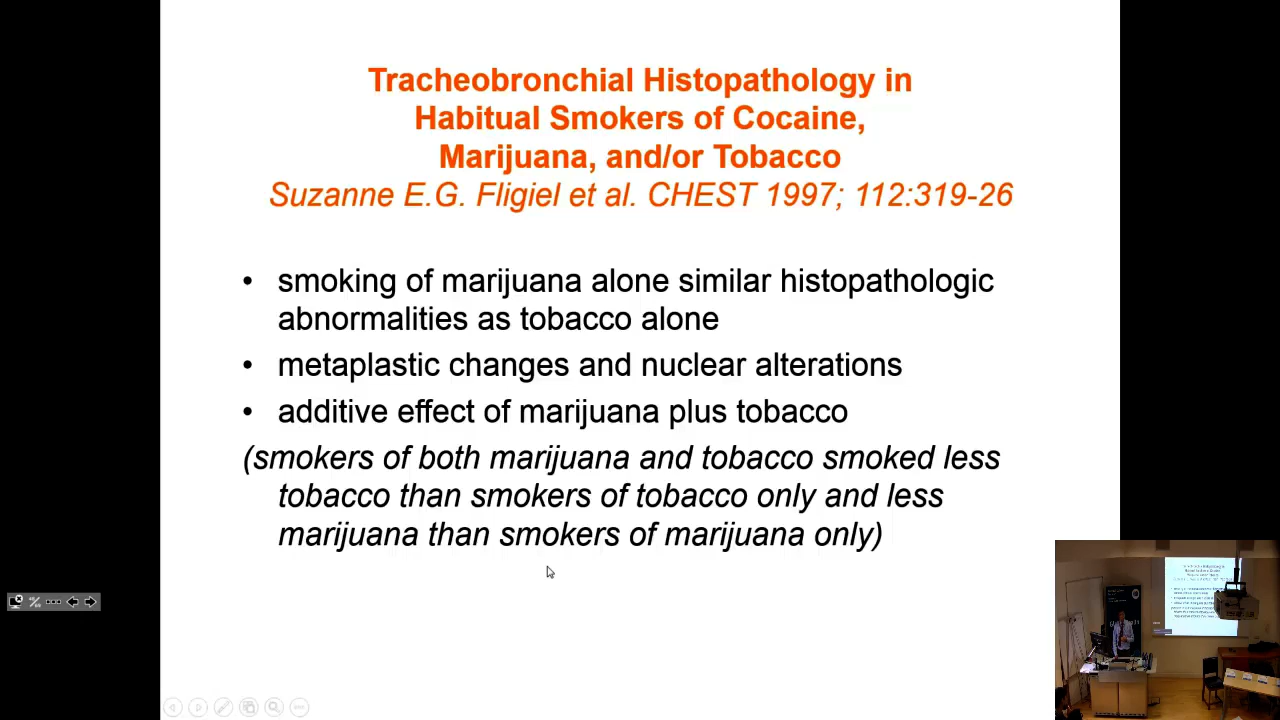 Tracheobronchial Histopathology in
Habitual Smokers of Cocaine,
Marijuana, and/or Tobacco
Suzanne E.G. Fligiel et al. CHEST 1997; 112:319-26
• smoking of marijuana alone similar histopathologic
abnormalities as tobacco alone
• metaplastic changes and nuclear alterations
• additive effect of marijuana plus tobacco
(smokers of both marijuana and tobacco smoked less
tobacco than smokers of tobacco only and less
marijuana than smokers of marijuana only)